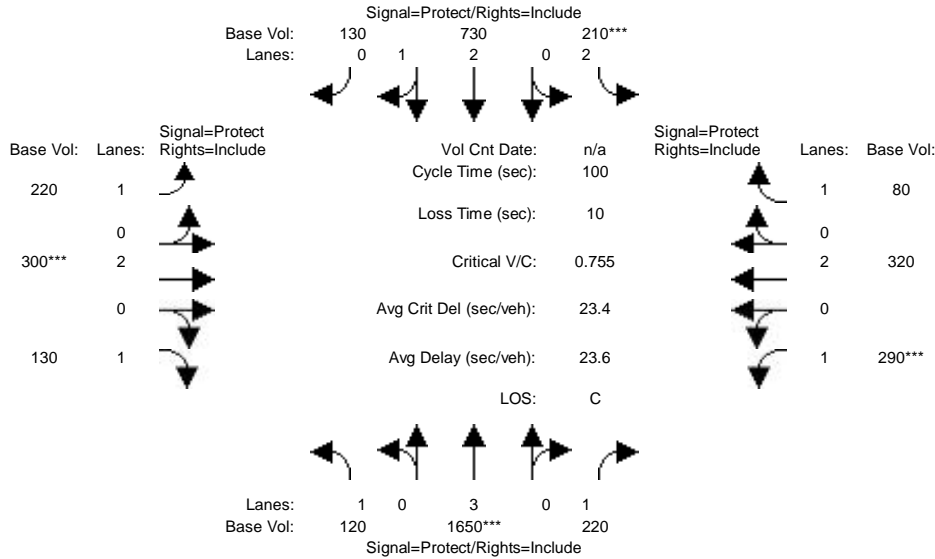 Signal=Protect/Rights=Include
Base Vol: 130 730 210***
Lanes: 0 1 2 0 2
Signal=Protect
Base Vol: Lanes: Rights=Include
Vol Cnt Date: n/a
Signal=Protect
Rights=Include Lanes: Base Vol:
Cycle Time (sec): 100
220 1
1 80
Loss Time (sec): 10
0
0
300*** 2
Critical V/C: 0.755
2 320
0
Avg Crit Del (sec/veh): 23.4
0
130 1
Avg Delay (sec/veh): 23.6
1 290***
LOS: C
Lanes: 1 0 3 0 1
Base Vol: 120 1650*** 220
Signal=Protect/Rights=Include